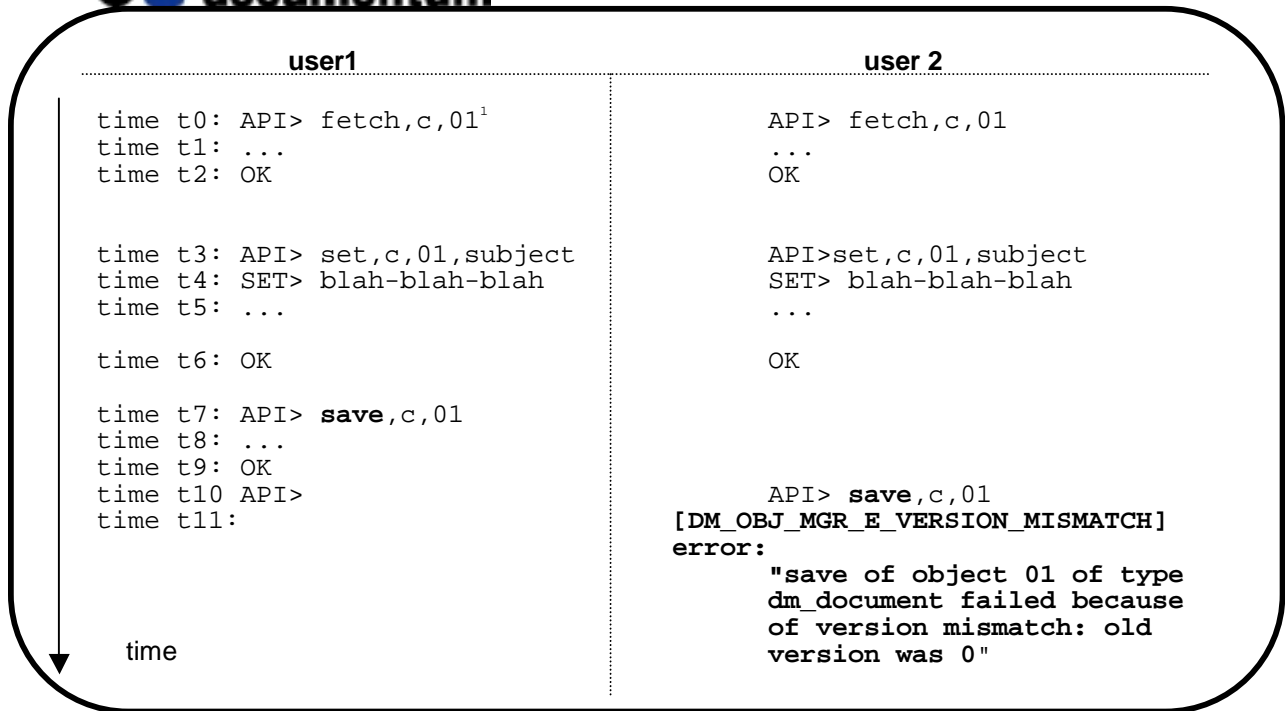 user1 user 2
time t0: API> fetch,c,01¹ API> fetch,c,01
time t1: ... ...
time t2: OK OK
time t3: API> set,c,01,subject API>set,c,01,subject
time t4: SET> blah-blah-blah SET> blah-blah-blah
time t5: ... ...
time t6: OK OK
time t7: API> save,c,01
time t8: ...
time t9: OK
time t10 API> API> save,c,01
time t11: [DM_OBJ_MGR_E_VERSION_MISMATCH]
error:
"save of object 01 of type
dm_document failed because
of version mismatch: old
time version was 0"